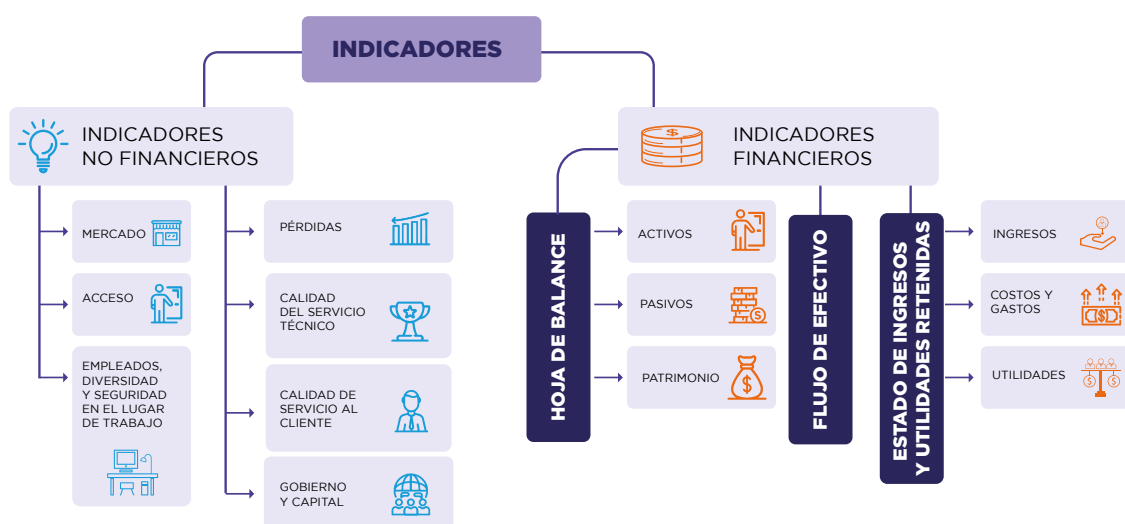 INDICADORES
INDICADORES
NO FINANCIEROS
MERCADO
ACCESO
EMPLEADOS,
DIVERSIDAD
Y SEGURIDAD
EN EL LUGAR
DE TRABAJO
PÉRDIDAS
CALIDAD
DEL SERVICIO
TÉCNICO
CALIDAD DE
SERVICIO AL
CLIENTE
GOBIERNO
Y CAPITAL
INDICADORES
FINANCIEROS
HOJA DE BALANCE
ACTIVOS
PASIVOS
PATRIMONIO
FLUJO DE EFECTIVO
ESTADO DE INGRESOS
Y UTILIDADES RETENIDAS
INGRESOS
COSTOS Y
GASTOS
UTILIDADES